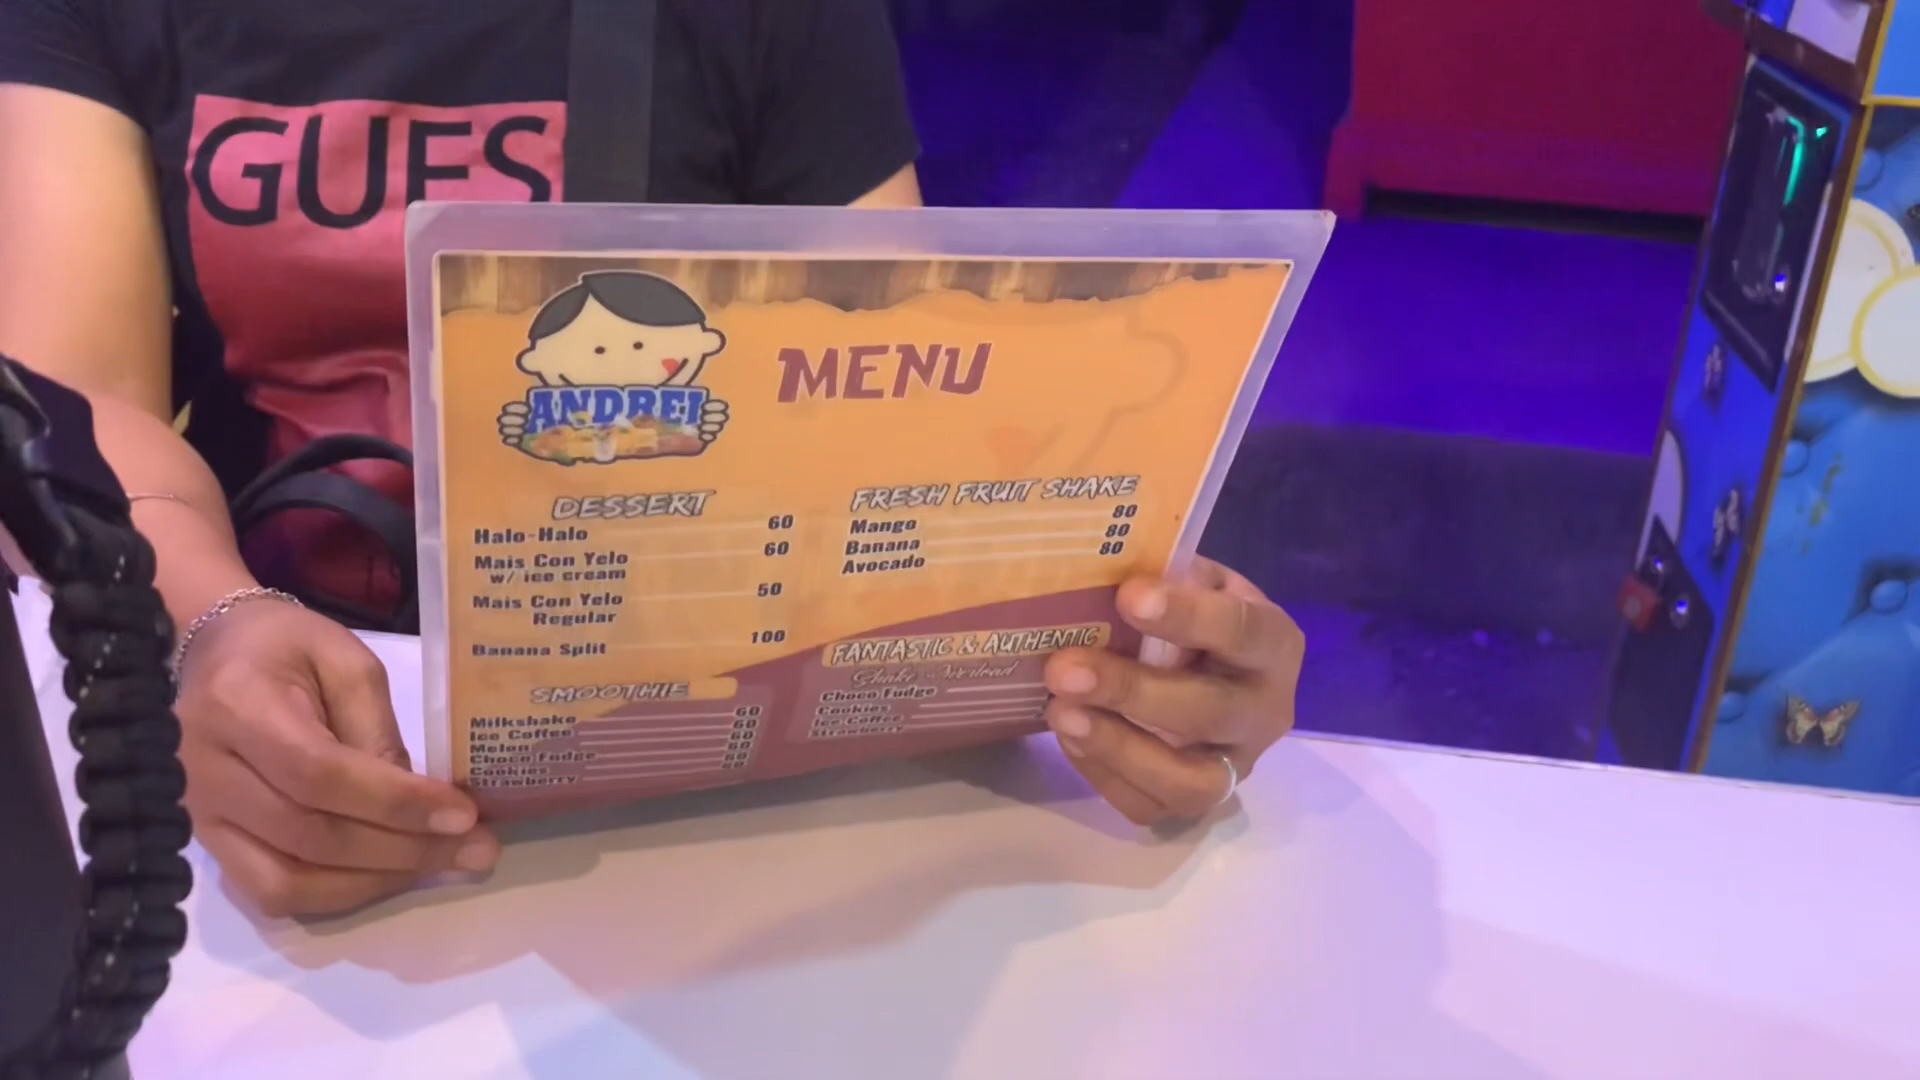 GUES
ANDREI
MENU
DESSERT
Halo-Halo 60
Mais Con Yelo 60
w/ ice cream
Mais Con Yelo 50
Regular
Banana Split 100
SMOOTHIE
Milkshake 60
Ice Coffee 60
Melon 60
Choco Fudge 60
Cookies 60
Strawberry
FRESH FRUIT SHAKE
Mango 80
Banana 80
Avocado 80
FANTASTIC & AUTHENTIC
Shake Overload
Choco Fudge
Cookies
Ice Coffee
Strawberry